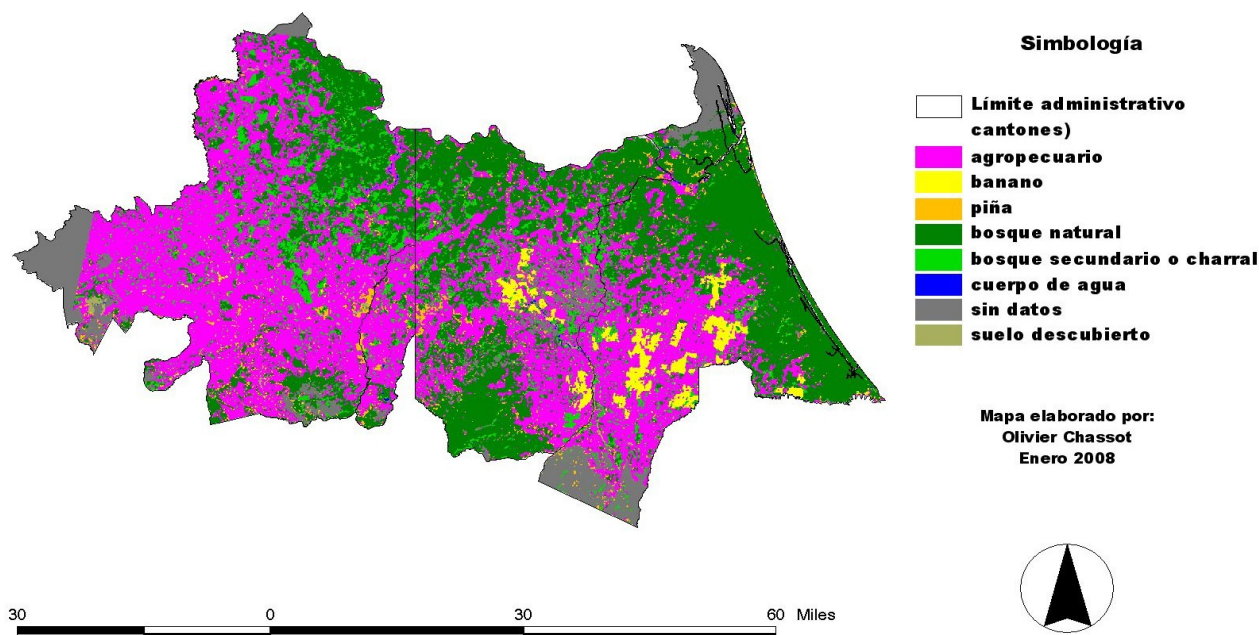 Simbología
Límite administrativo
cantones)
agropecuario
banano
piña
bosque natural
bosque secundario o charral
cuerpo de agua
sin datos
suelo descubierto
Mapa elaborado por:
Olivier Chassot
Enero 2008
30 0 30 60 Miles